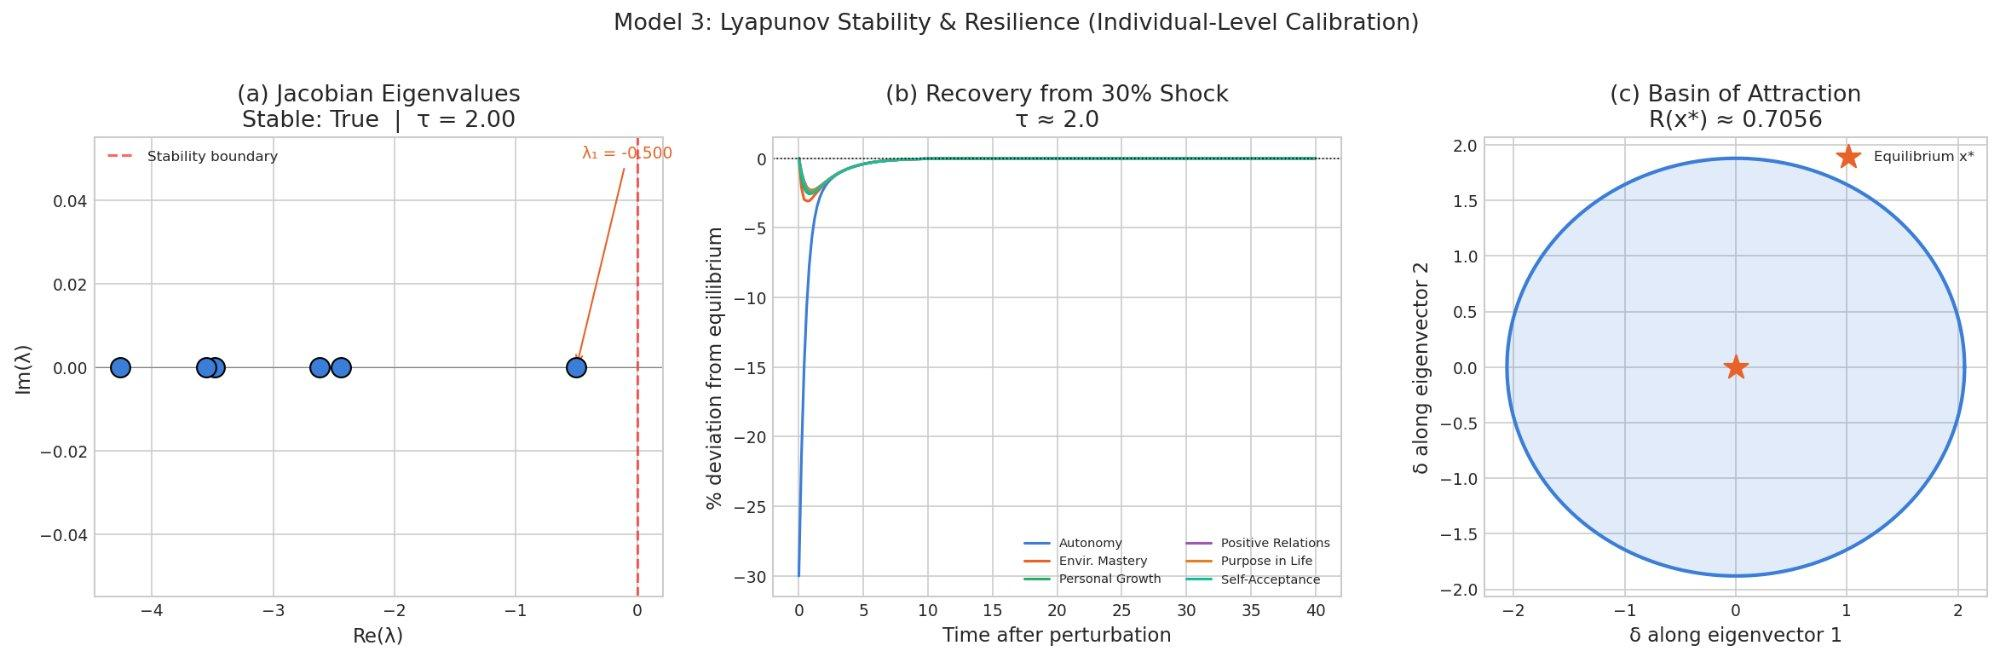 Model 3: Lyapunov Stability & Resilience (Individual-Level Calibration)
(a) Jacobian Eigenvalues
Stable: True | τ = 2.00
Stability boundary
λ₁ = -0.500
0.04
0.02
0.00
−0.02
−0.04
Im(λ)
−4
−3
−2
−1
0
Re(λ)
(b) Recovery from 30% Shock
τ ≈ 2.0
0
−5
−10
−15
−20
−25
−30
% deviation from equilibrium
Autonomy
Envir. Mastery
Personal Growth
Positive Relations
Purpose in Life
Self-Acceptance
0
5
10
15
20
25
30
35
40
Time after perturbation
(c) Basin of Attraction
R(x*) ≈ 0.7056
Equilibrium x*
2.0
1.5
1.0
0.5
0.0
−0.5
−1.0
−1.5
−2.0
δ along eigenvector 2
−2
−1
0
1
2
δ along eigenvector 1